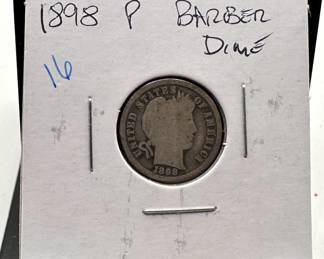 1898 P BARBER
DIME
16
UNITED STATES OF AMERICA
1898